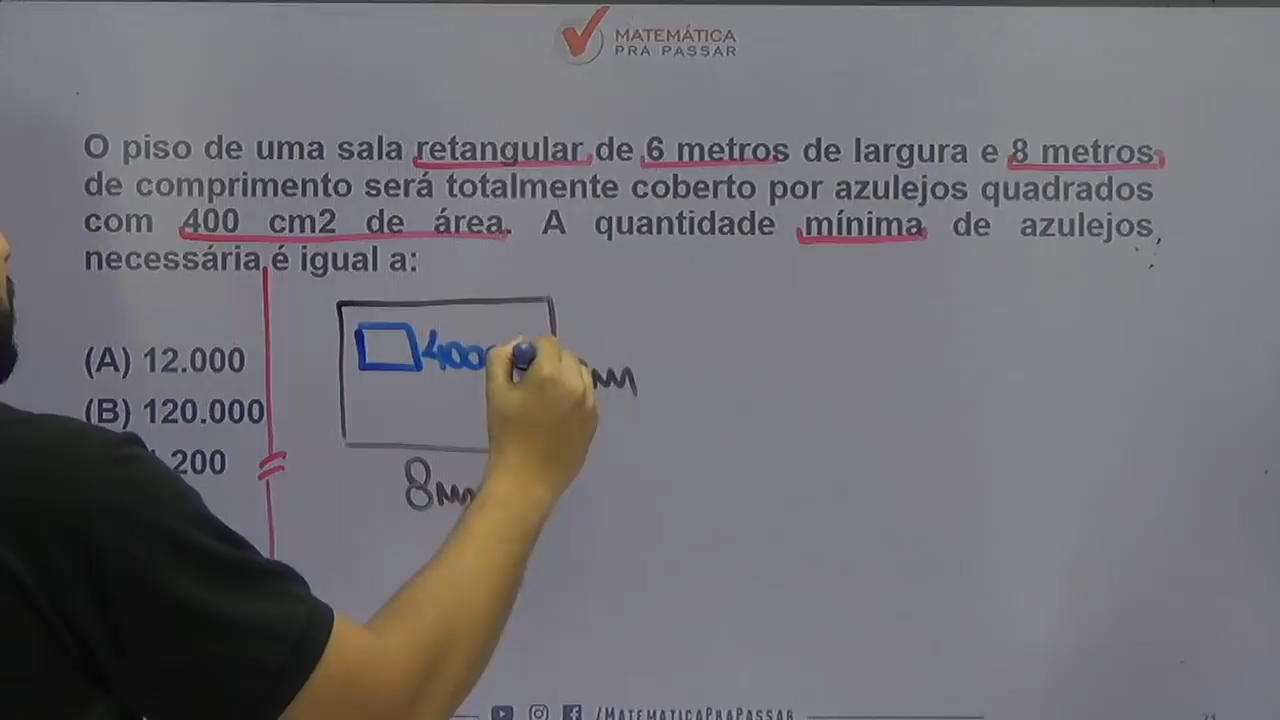 MATEMÁTICA
PRA PASSAR
O piso de uma sala retangular de 6 metros de largura e 8 metros
de comprimento será totalmente coberto por azulejos quadrados
com 400 cm2 de área. A quantidade mínima de azulejos
necessária é igual a:
(A) 12.000
(B) 120.000
200
400
m
8m
/MATEMATICAPRAPASSAR